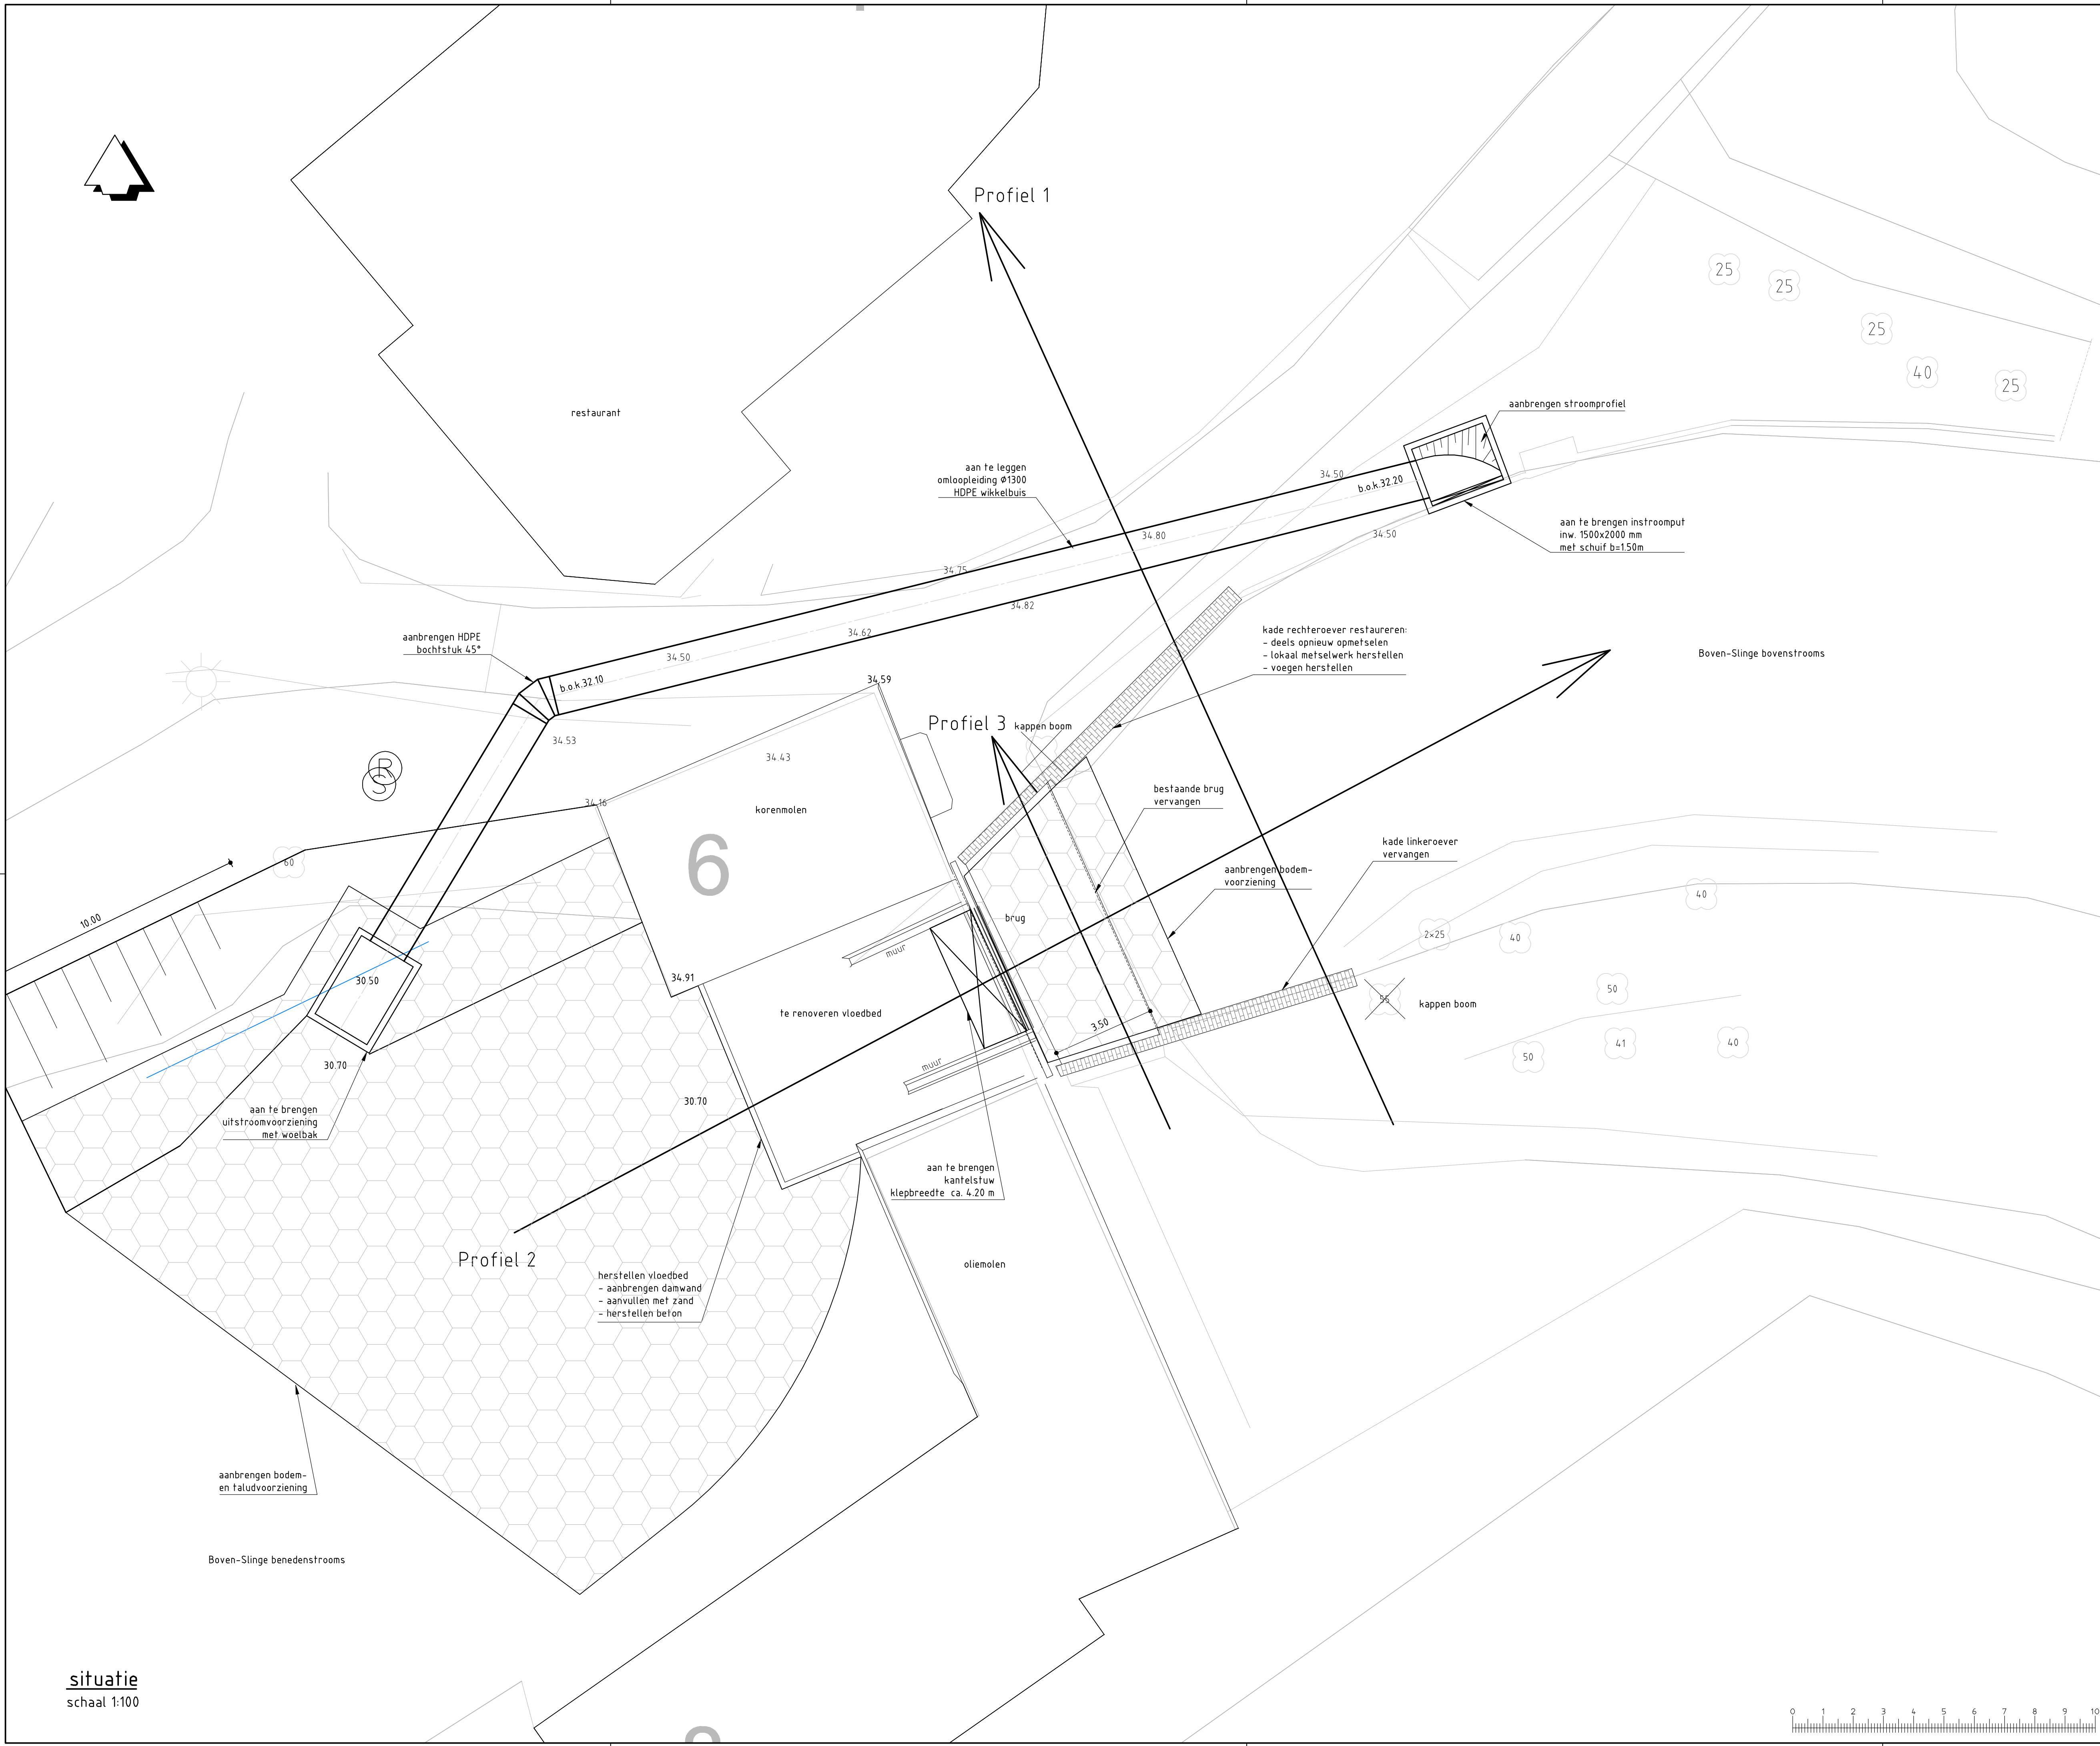 Profiel 1
25
25
25
40
25
restaurant
aanbrengen stroomprofiel
aan te leggen
omloopleiding Ø1300
HDPE wikkelbuis
34.50
b.o.k.32.20
aan te brengen instroomput
inw. 1500x2000 mm
met schuif b=1.50m
34.50
34.80
34.75
34.82
34.62
34.50
aanbrengen HDPE
bochtstuk 45°
b.o.k.32.10
34.59
34.53
kade rechteroever restaureren:
- deels opnieuw opmetselen
- lokaal metselwerk herstellen
- voegen herstellen
Boven-Slinge bovenstrooms
Profiel 3
kappen boom
34.43
R
S
34.16
korenmolen
bestaande brug
vervangen
kade linkeroever
vervangen
60
6
aanbrengen bodem-
voorziening
10.00
brug
muur
40
2x25
40
30.50
34.91
50
55
kappen boom
te renoveren vloedbed
3.50
50
41
40
30.70
muur
30.70
aan te brengen
uitstroomvoorziening
met woelbak
aan te brengen
kantelstuw
klepbreedte ca. 4.20 m
Profiel 2
oliemolen
herstellen vloedbed
- aanbrengen damwand
- aanvullen met zand
- herstellen beton
aanbrengen bodem-
en taludvoorziening
Boven-Slinge benedenstrooms
situatie
schaal 1:100
0 1 2 3 4 5 6 7 8 9 10